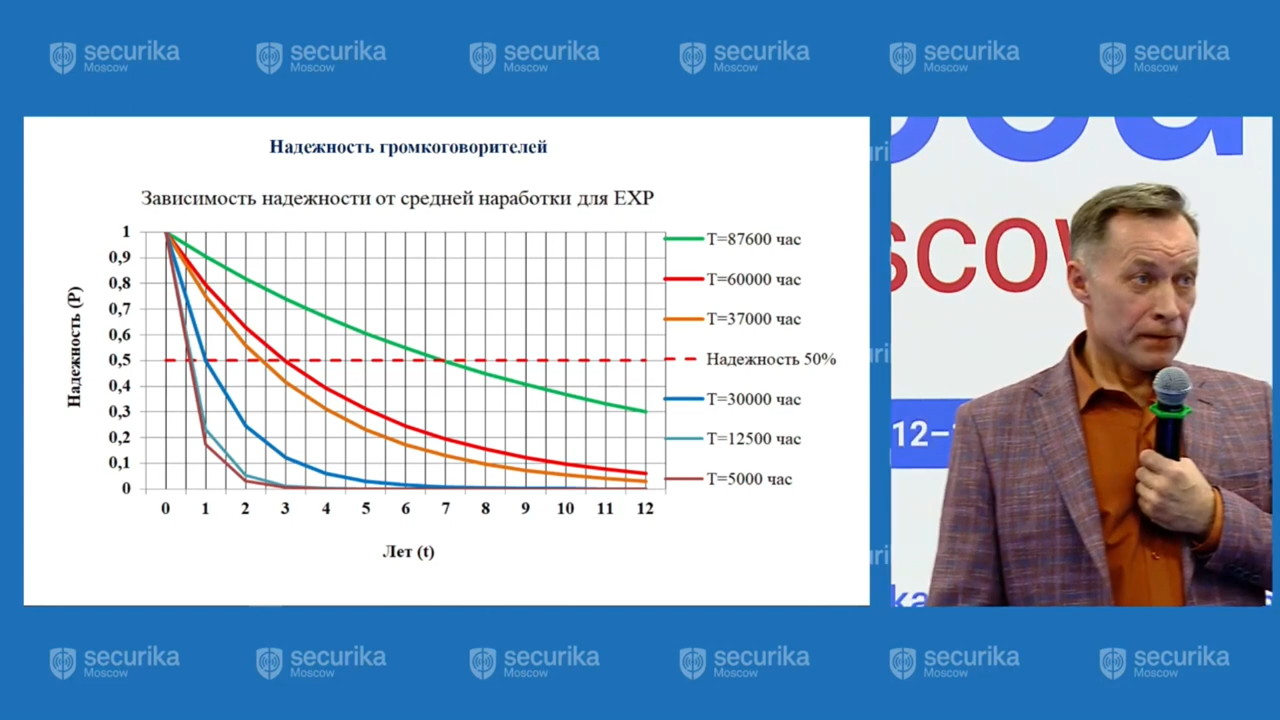 securika
Moscow
securika
Moscow
securika
Moscow
securika
Moscow
securika
Moscow
securika
Moscow
Надежность громкоговорителей
Зависимость надежности от средней наработки для EXP
Надежность (P)
1
0,9
0,8
0,7
0,6
0,5
0,4
0,3
0,2
0,1
0
0 1 2 3 4 5 6 7 8 9 10 11 12
Лет (t)
T=87600 час
T=60000 час
T=37000 час
Надежность 50%
T=30000 час
T=12500 час
T=5000 час
scow
12–
securika
Moscow
securika
Moscow
securika
Moscow
securika
Moscow
securika
Moscow
securika
Moscow